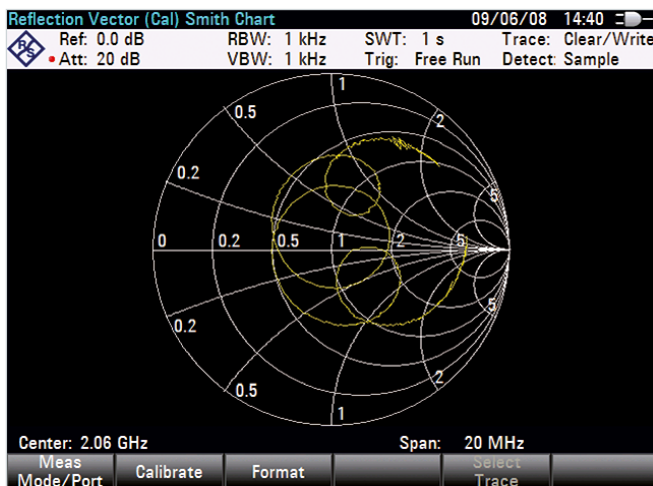 Reflection Vector (Cal) Smith Chart 09/06/08 14:40
R&S Ref: 0.0 dB RBW: 1 kHz SWT: 1 s Trace: Clear/Write
Att: 20 dB VBW: 1 kHz Trig: Free Run Detect: Sample
1
0.5 2
0.2 5
0 0.2 0.5 1 2 5
0.2 5
0.5 2
1
Center: 2.06 GHz Span: 20 MHz
Meas Mode/Port Calibrate Format Select Trace